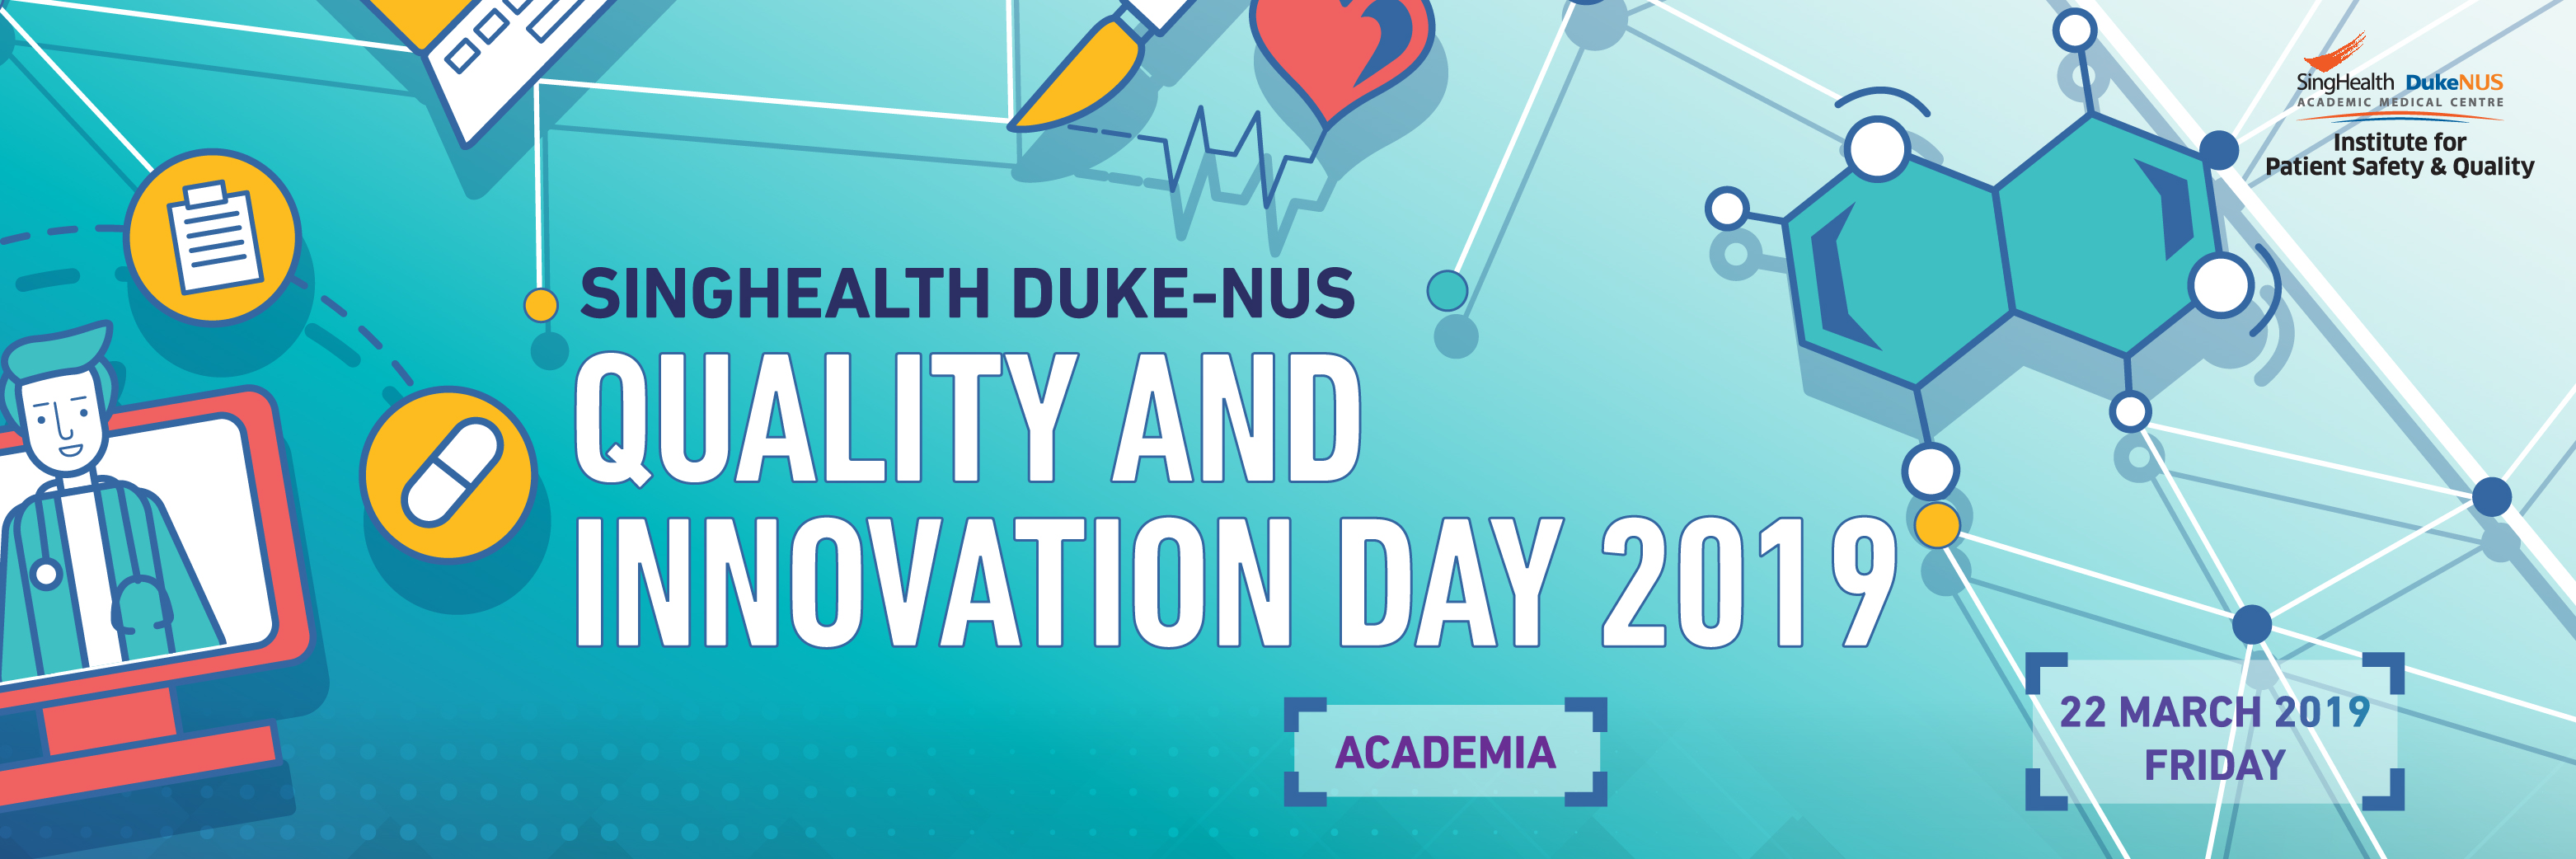 SingHealth DukeNUS
ACADEMIC MEDICAL CENTRE
Institute for
Patient Safety & Quality
SINGHEALTH DUKE-NUS
QUALITY AND
INNOVATION DAY 2019
ACADEMIA
22 MARCH 2019
FRIDAY